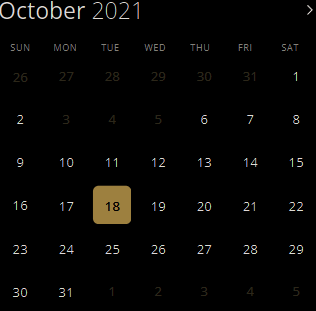 October 2021
SUN MON TUE WED THU FRI SAT
26 27 28 29 30 31 1
2 3 4 5 6 7 8
9 10 11 12 13 14 15
16 17 18 19 20 21 22
23 24 25 26 27 28 29
30 31 1 2 3 4 5